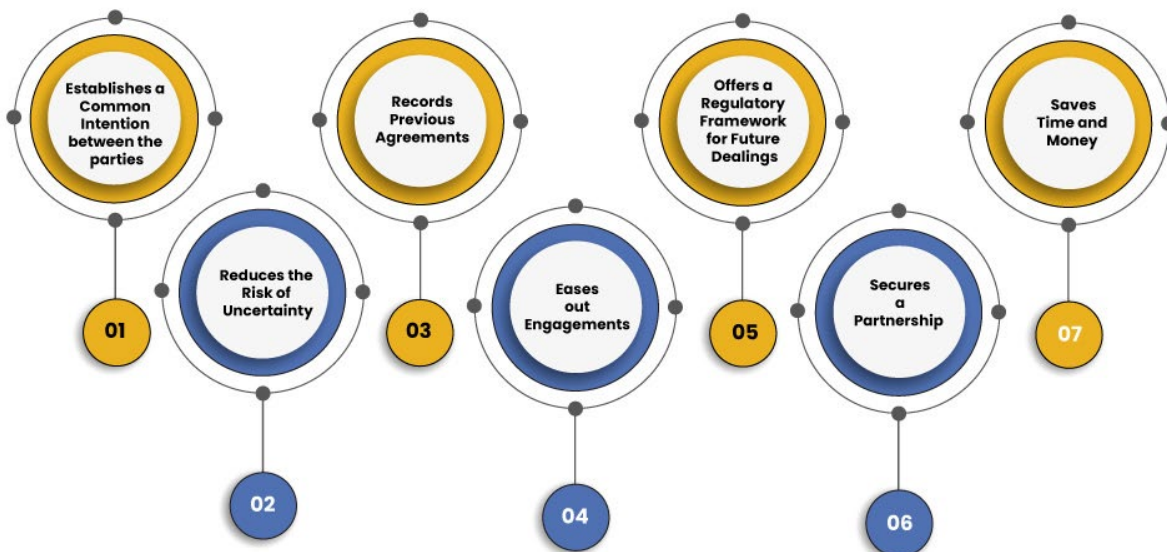 Establishes a
Common
Intention
between the
parties
01
Reduces the
Risk of
Uncertainty
02
Records
Previous
Agreements
03
Eases
out
Engagements
04
Offers a
Regulatory
Framework
for Future
Dealings
05
Secures
a
Partnership
06
Saves
Time and
Money
07